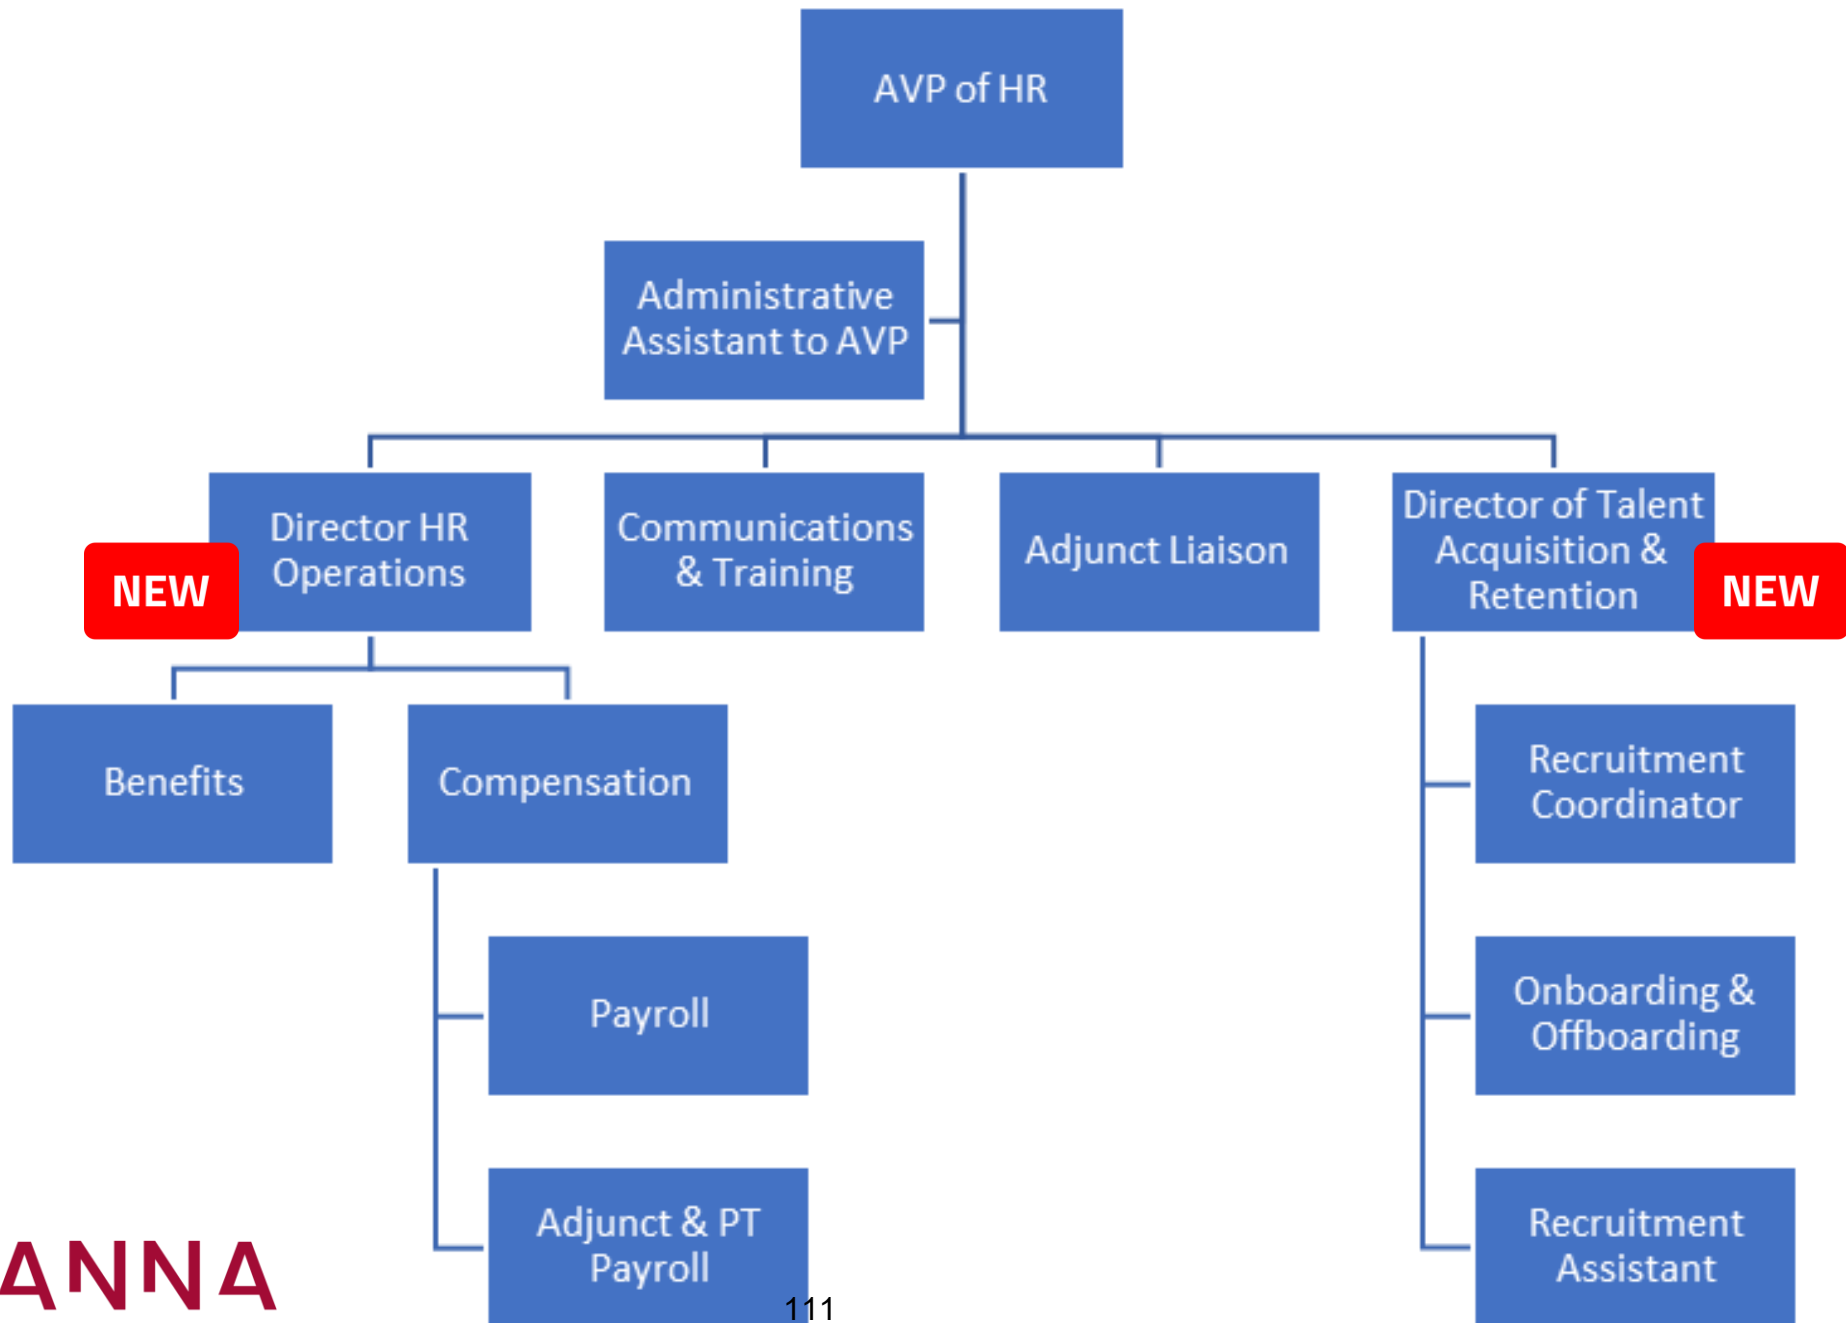 AVP of HR
Administrative
Assistant to AVP
Director HR
Operations
NEW
Communications
& Training
Adjunct Liaison
Director of Talent
Acquisition &
Retention
NEW
Benefits
Compensation
Recruitment
Coordinator
Payroll
Onboarding &
Offboarding
Adjunct & PT
Payroll
Recruitment
Assistant
ANNA
111